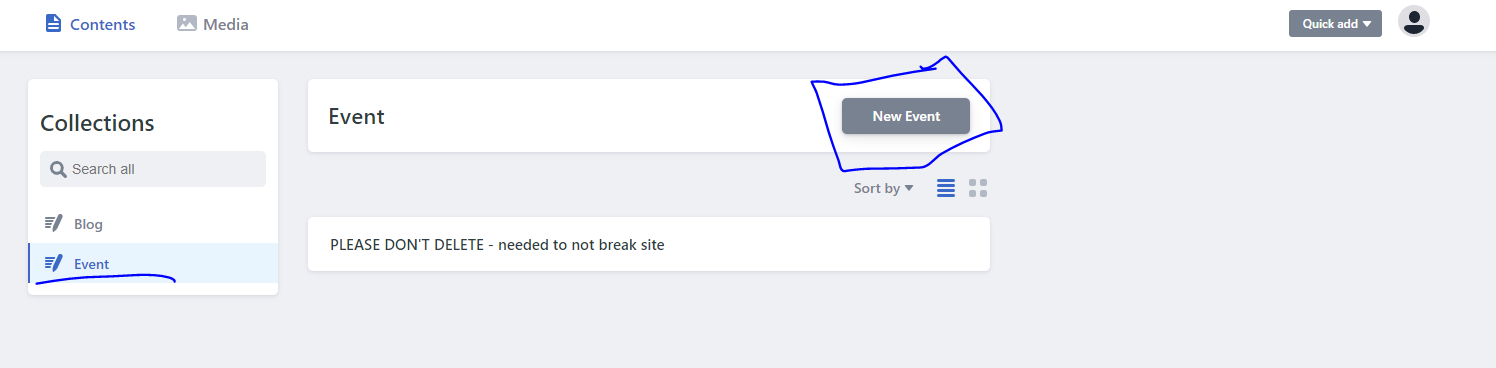 Contents
Media
Quick add
Collections
Search all
Blog
Event
Event
New Event
Sort by
PLEASE DON'T DELETE - needed to not break site